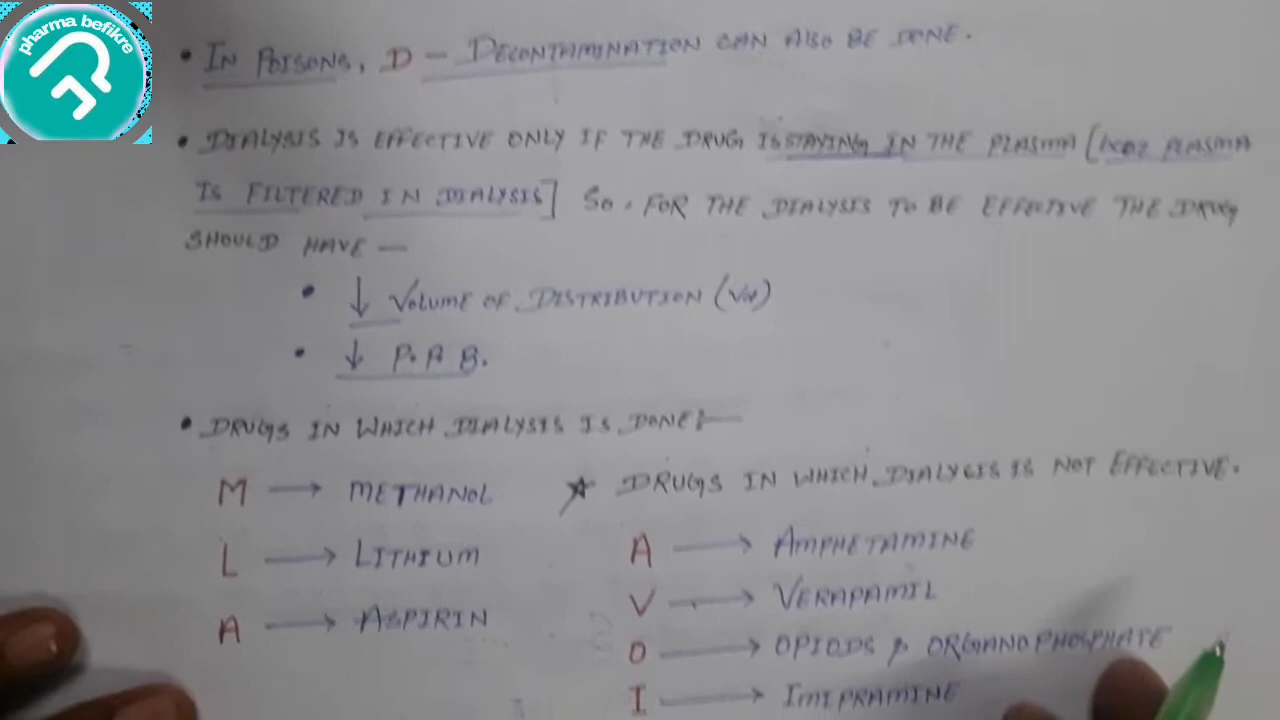 pharma befikre
• IN POISONS, D - DECONTAMINATION CAN ALSO BE DONE.
• DIALYSIS IS EFFECTIVE ONLY IF THE DRUG IS STAYING IN THE PLASMA [bcoz PLASMA
IS FILTERED IN DIALYSIS] SO, FOR THE DIALYSIS TO BE EFFECTIVE THE DRUG
SHOULD HAVE —
• ↓ VOLUME OF DISTRIBUTION (Vd)
• ↓ P.P.B.
• DRUGS IN WHICH DIALYSIS IS DONE :—
M → METHANOL
L → LITHIUM
A → ASPIRIN
☆ DRUGS IN WHICH DIALYSIS IS NOT EFFECTIVE.
A → AMPHETAMINE
V → VERAPAMIL
O → OPIODS & ORGANOPHOSPHATE
I → IMIPRAMINE